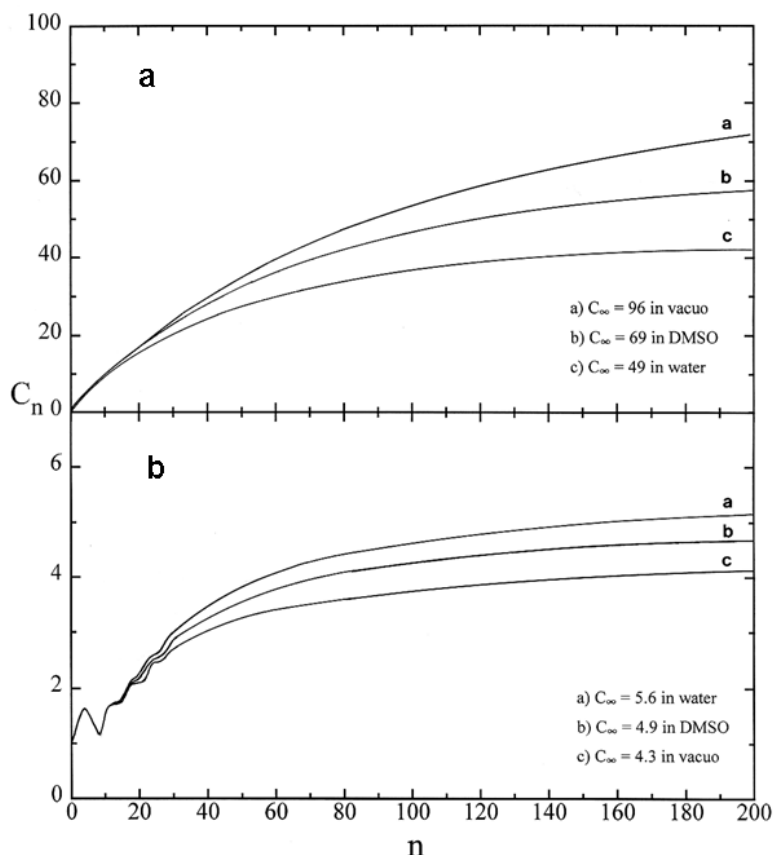 100
a
80
60
40
20
C_n 0
a
b
c
a) C∞ = 96 in vacuo
b) C∞ = 69 in DMSO
c) C∞ = 49 in water
b
6
4
2
0
a
b
c
a) C∞ = 5.6 in water
b) C∞ = 4.9 in DMSO
c) C∞ = 4.3 in vacuo
0 20 40 60 80 100 120 140 160 180 200
n